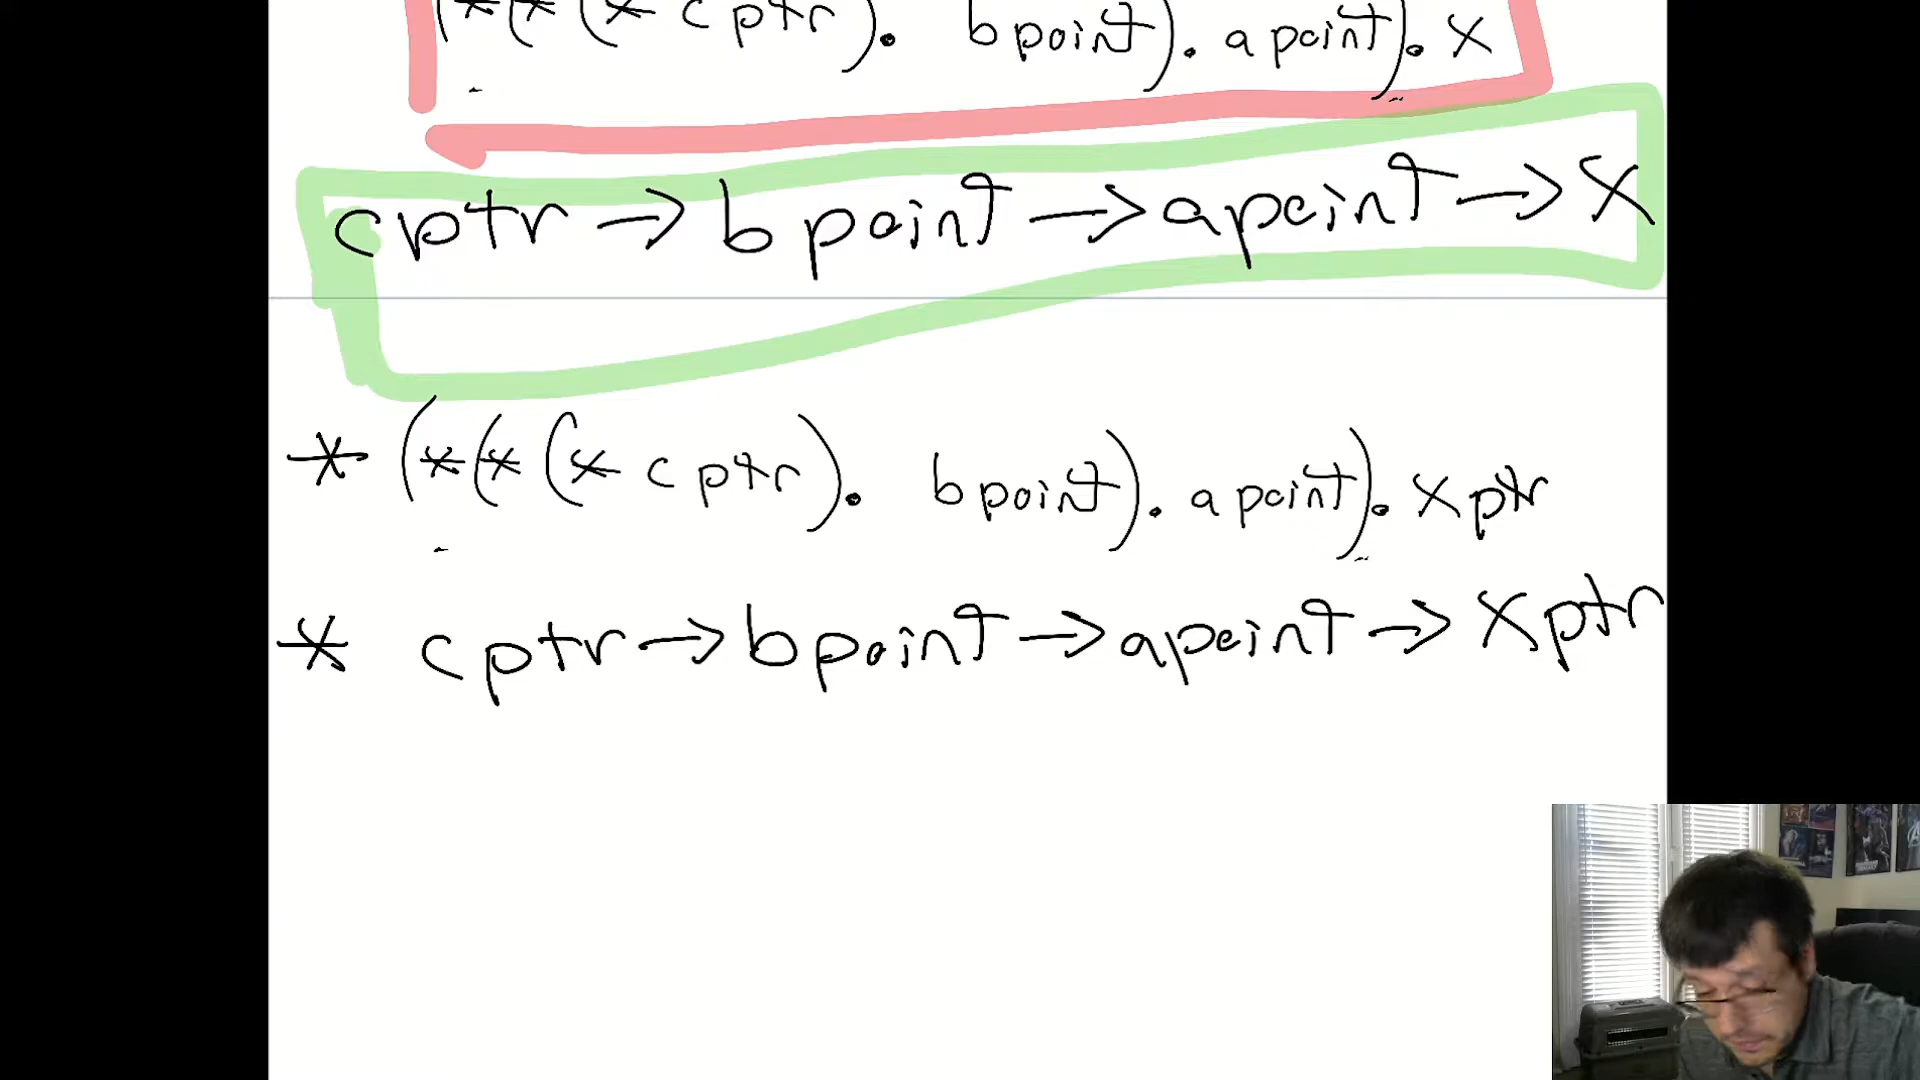 (*(*(*cptr). bpoint). apoint). x
cptr → bpoint → apoint → x
* (*(*(*cptr). bpoint). apoint). xptr
* cptr → bpoint → apoint → xptr